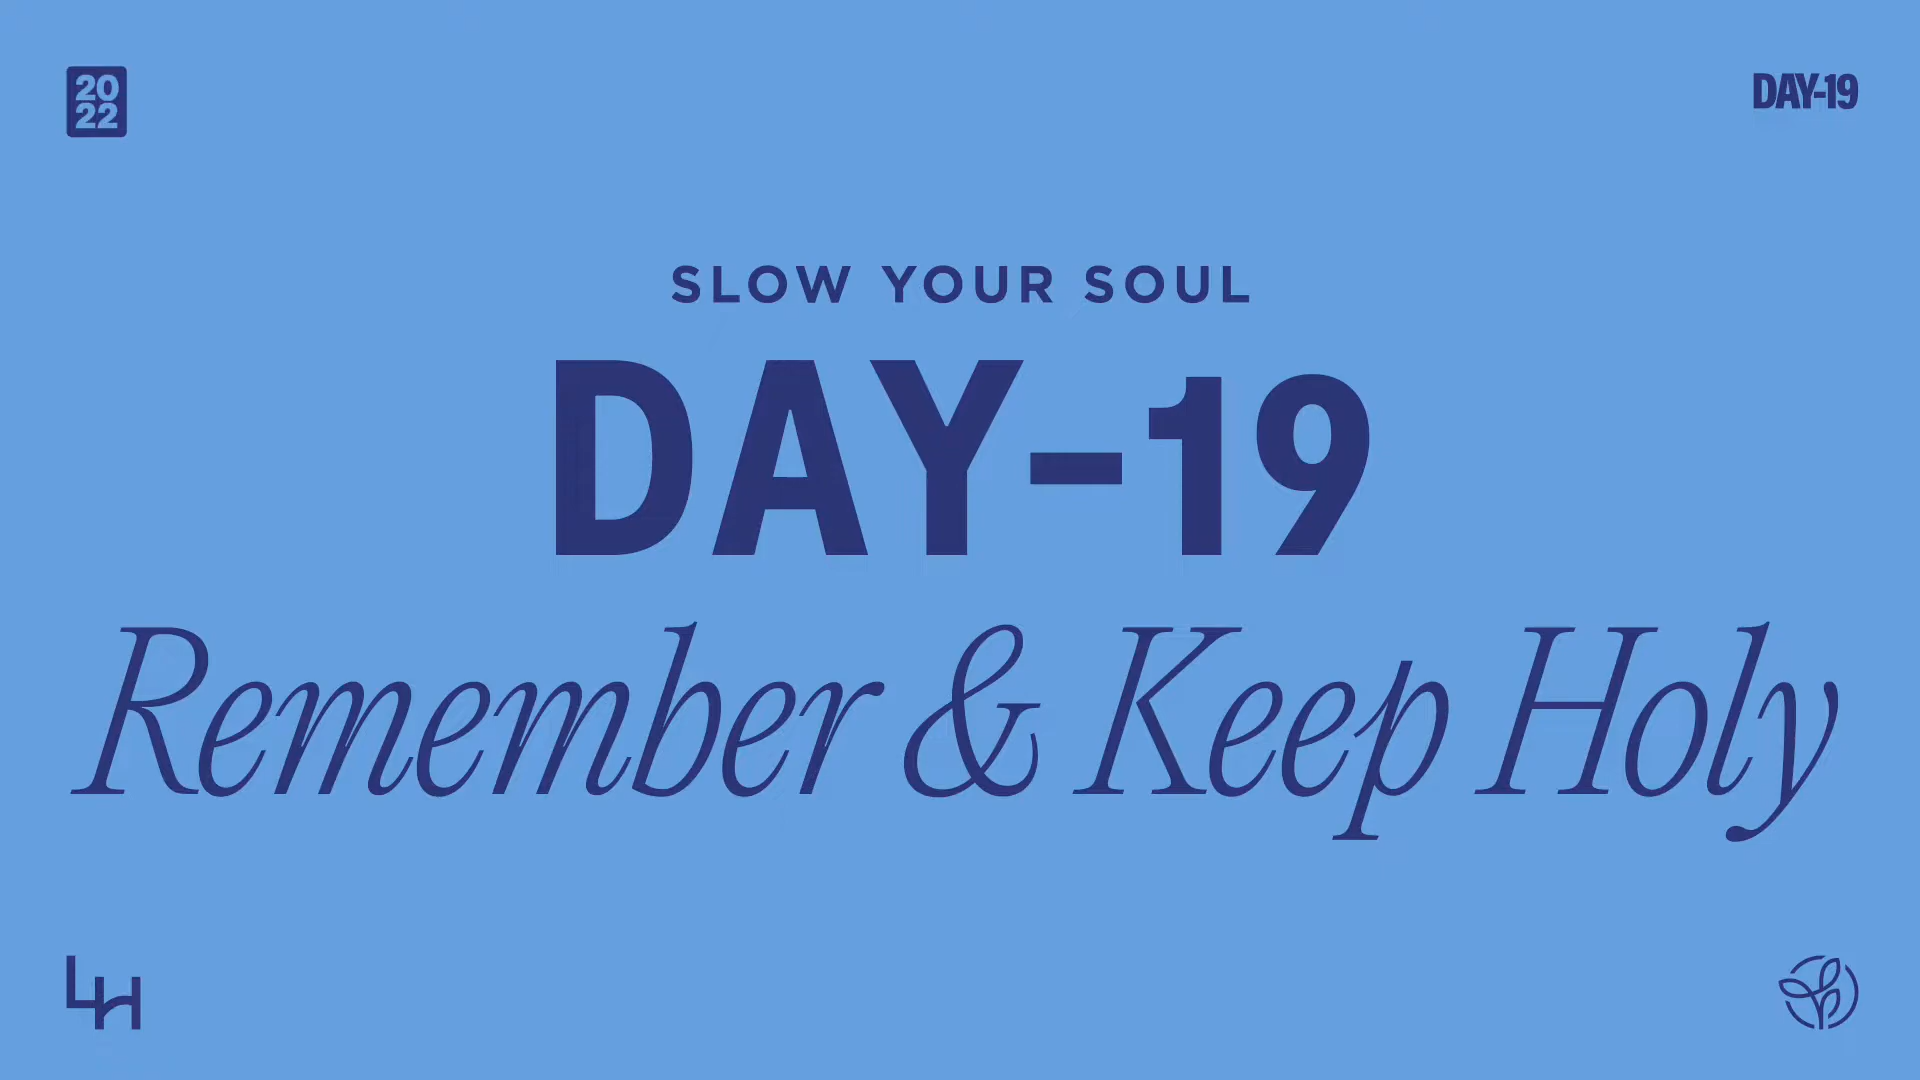 20
22
DAY-19
SLOW YOUR SOUL
DAY-19
Remember & Keep Holy
LH